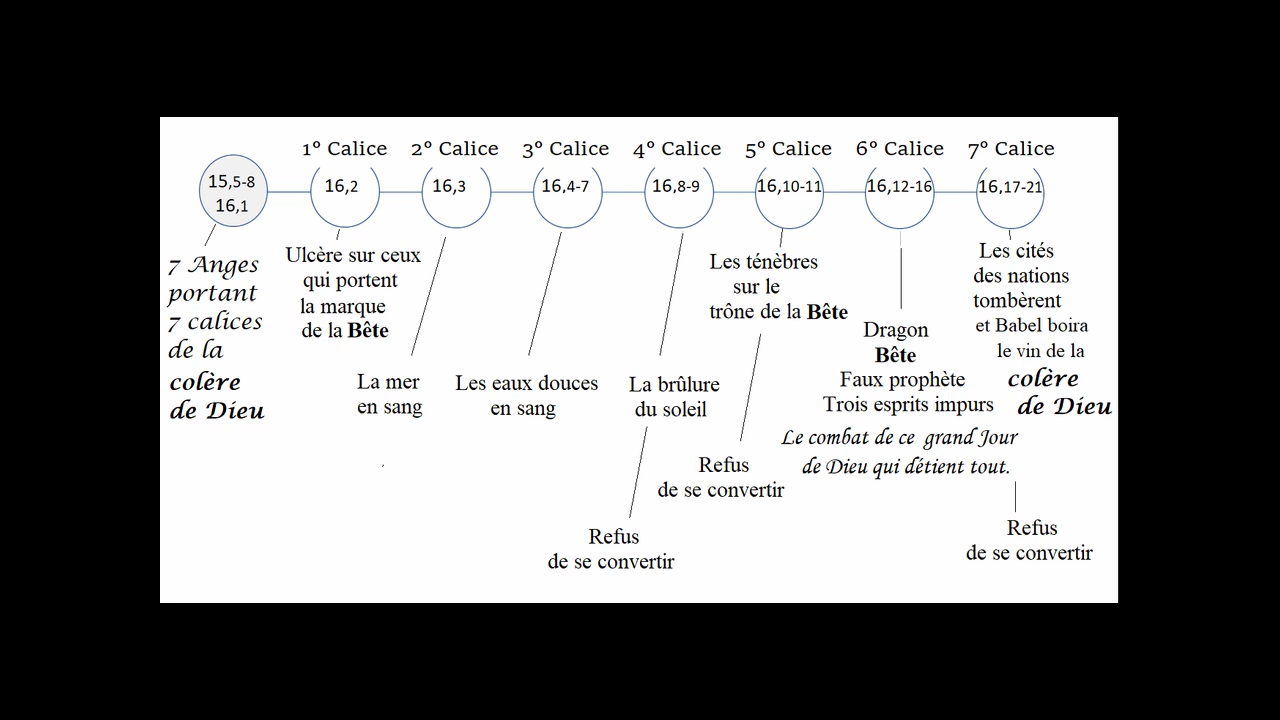 1° Calice
2° Calice
3° Calice
4° Calice
5° Calice
6° Calice
7° Calice
15,5-8
16,1
16,2
16,3
16,4-7
16,8-9
16,10-11
16,12-16
16,17-21
7 Anges
portant
7 calices
de la
colère
de Dieu
Ulcère sur ceux
qui portent
la marque
de la Bête
La mer
en sang
Les eaux douces
en sang
La brûlure
du soleil
Refus
de se convertir
Les ténèbres
sur le
trône de la Bête
Refus
de se convertir
Dragon
Bête
Faux prophète
Trois esprits impurs
Le combat de ce grand Jour
de Dieu qui détient tout.
Les cités
des nations
tombèrent
et Babel boira
le vin de la
colère
de Dieu
Refus
de se convertir